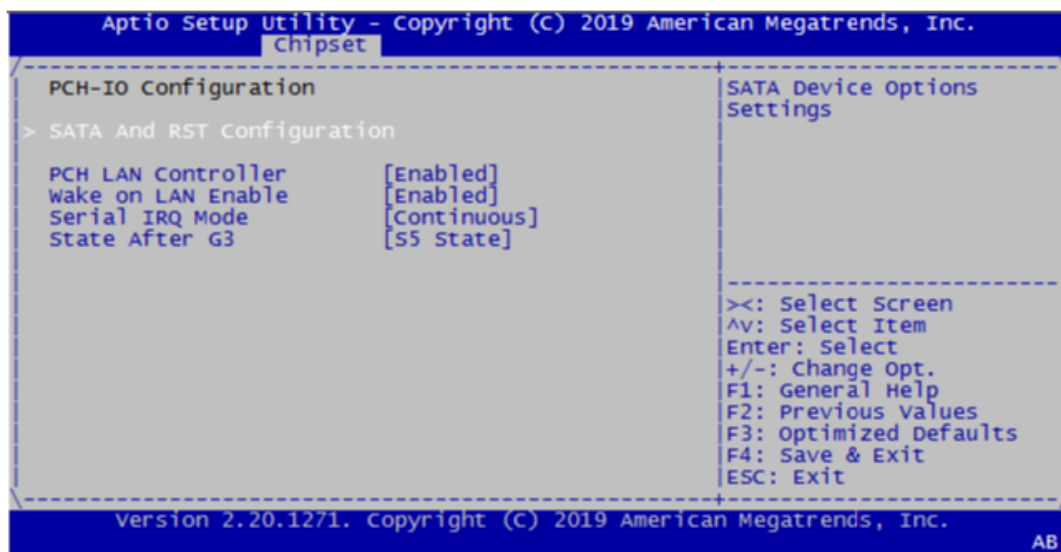 Aptio Setup Utility - Copyright (C) 2019 American Megatrends, Inc.
Chipset
PCH-IO Configuration
> SATA And RST Configuration
PCH LAN Controller [Enabled]
Wake on LAN Enable [Enabled]
Serial IRQ Mode [Continuous]
State After G3 [S5 State]
SATA Device Options
Settings
><: Select Screen
^v: Select Item
Enter: Select
+/-: Change Opt.
F1: General Help
F2: Previous Values
F3: Optimized Defaults
F4: Save & Exit
ESC: Exit
Version 2.20.1271. Copyright (C) 2019 American Megatrends, Inc.
AB